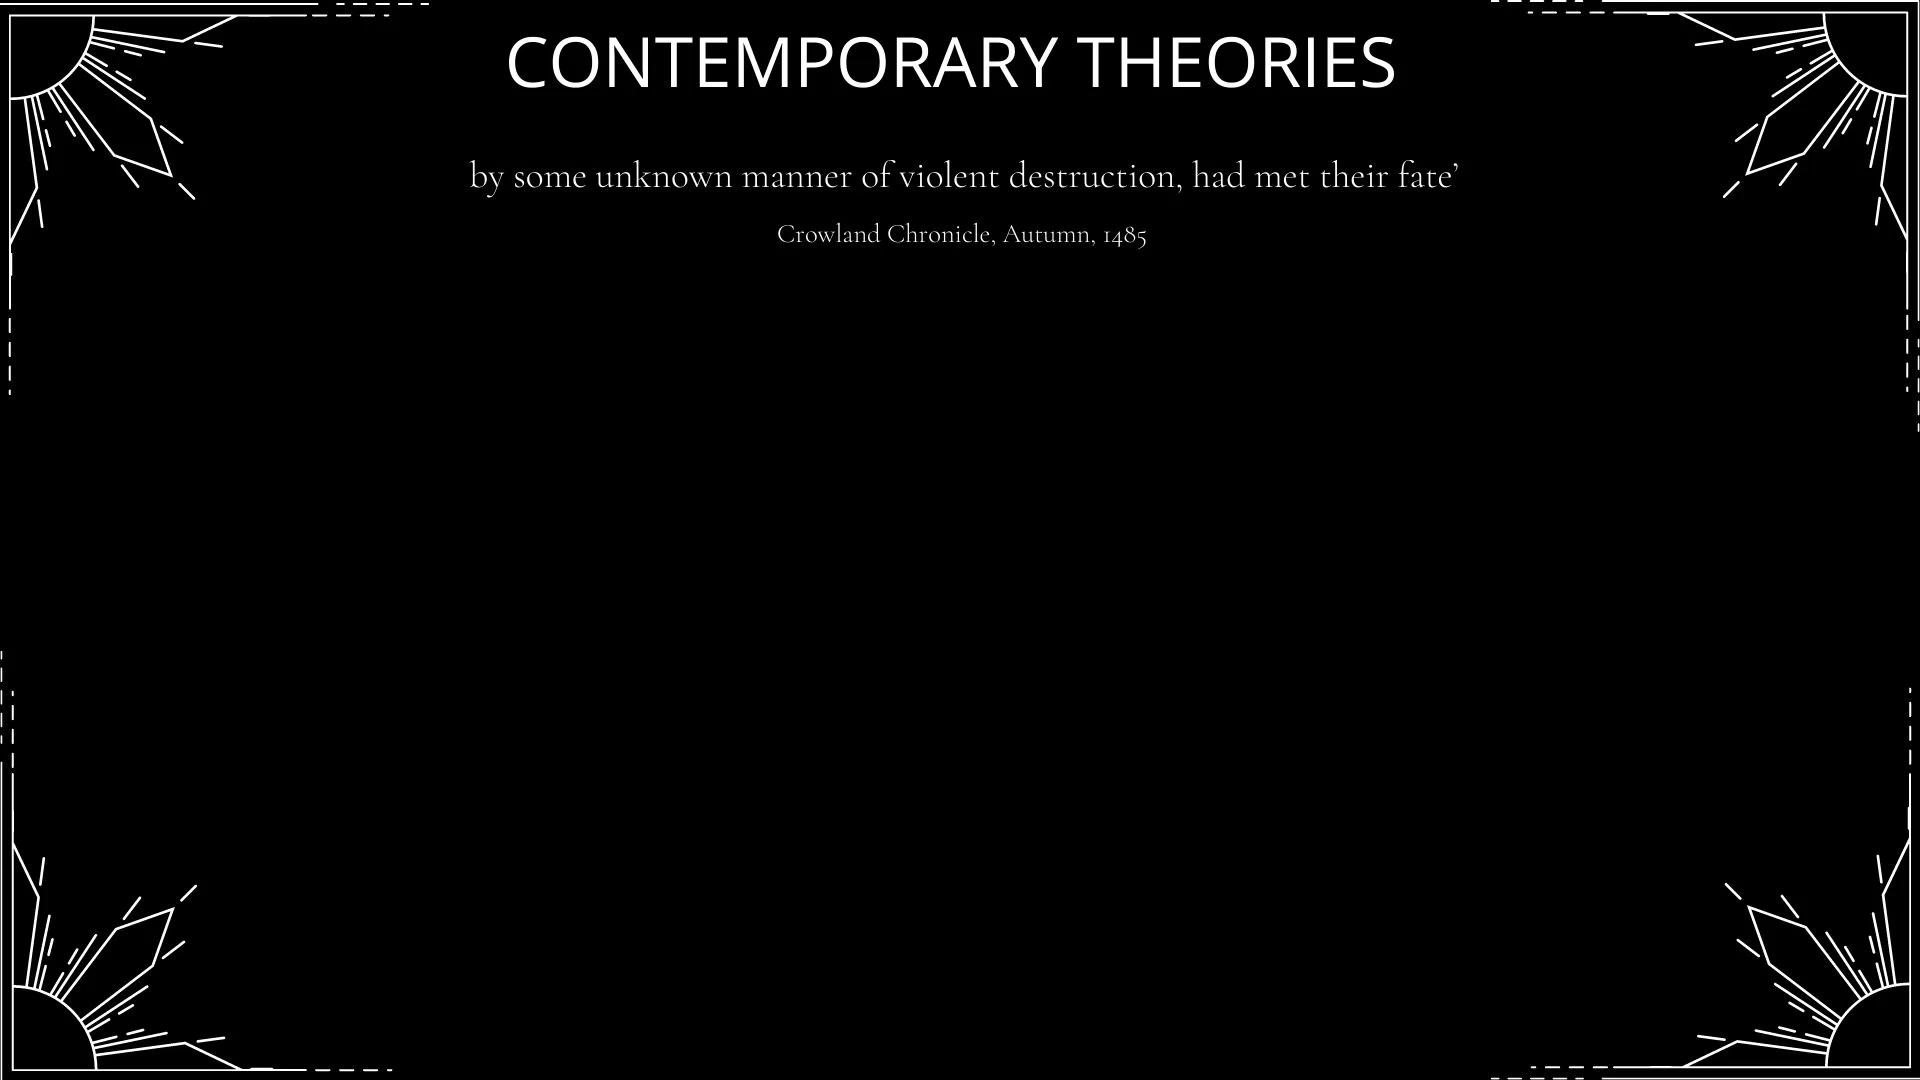 CONTEMPORARY THEORIES
by some unknown manner of violent destruction, had met their fate’
Crowland Chronicle, Autumn, 1485